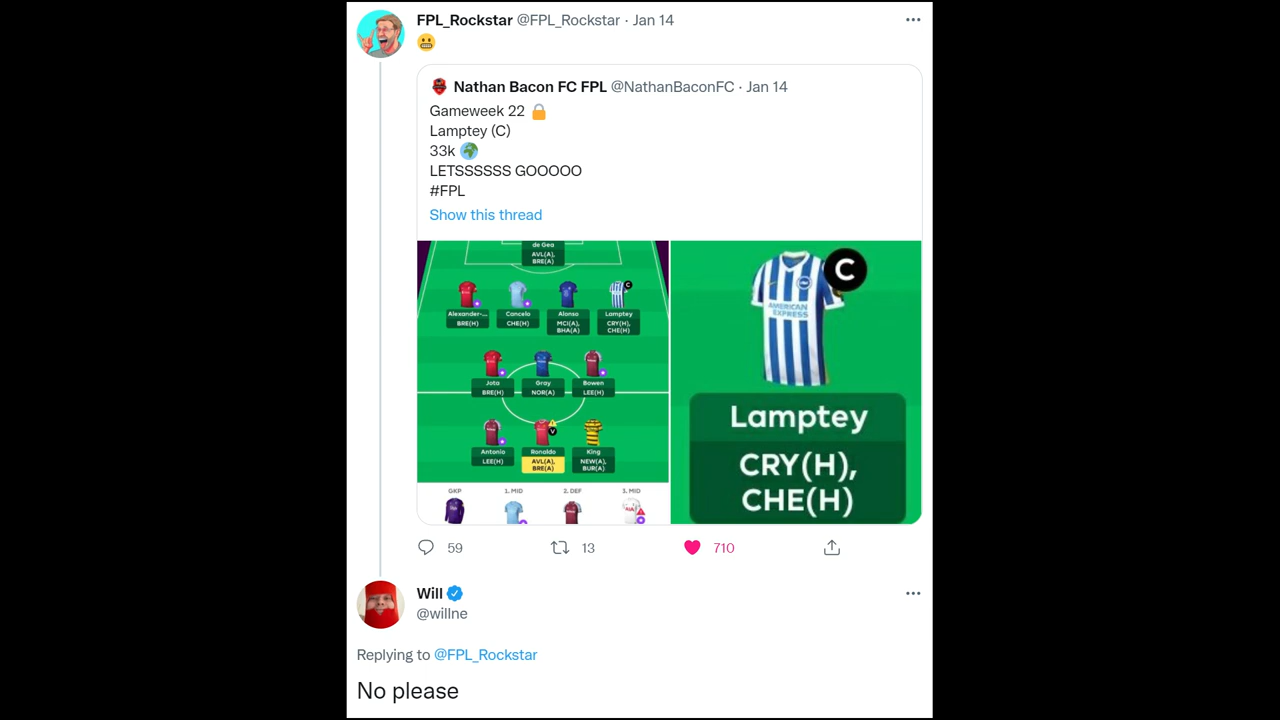 FPL_Rockstar @FPL_Rockstar · Jan 14
😬
Nathan Bacon FC FPL @NathanBaconFC · Jan 14
Gameweek 22 🔒
Lamptey (C)
33k 🌍
LETSSSSSS GOOOOO
#FPL
Show this thread
de Gea
AVL(A),
BRE(A)
C
Alexander-... Cancelo Alonso Lamptey
BRE(H) CHE(H) MCI(A), CRY(H),
BHA(A) CHE(H)
Jota Gray Bowen
BRE(H) NOR(A) LEE(H)
V
Antonio Ronaldo King
LEE(H) AVL(A), NEW(A),
BRE(A) BUR(A)
GKP 1. MID 2. DEF 3. MID
C
AMERICAN
EXPRESS
Lamptey
CRY(H),
CHE(H)
59 13 710
Will
@willne
Replying to @FPL_Rockstar
No please